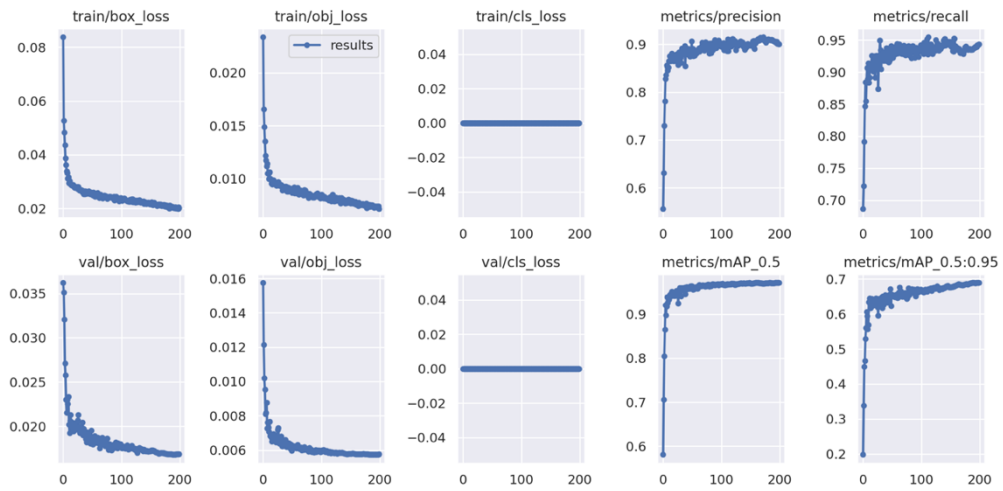 train/box_loss train/obj_loss train/cls_loss metrics/precision metrics/recall
0.08 0.06 0.04 0.02
0 100 200
results
0.020 0.015 0.010
0 100 200
0.04 0.02 0.00 −0.02 −0.04
0 100 200
0.9 0.8 0.7 0.6
0 100 200
0.95 0.90 0.85 0.80 0.75 0.70
0 100 200
val/box_loss val/obj_loss val/cls_loss metrics/mAP_0.5 metrics/mAP_0.5:0.95
0.035 0.030 0.025 0.020
0 100 200
0.016 0.014 0.012 0.010 0.008 0.006
0 100 200
0.04 0.02 0.00 −0.02 −0.04
0 100 200
0.9 0.8 0.7 0.6
0 100 200
0.7 0.6 0.5 0.4 0.3 0.2
0 100 200